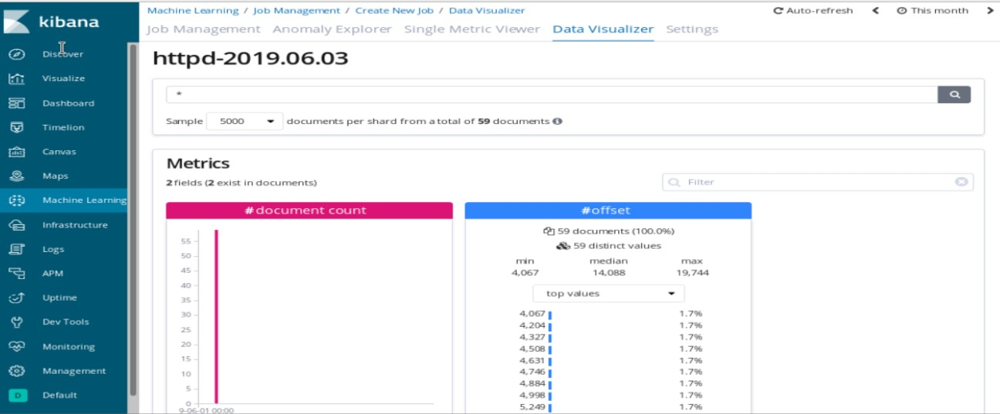 kibana
Discover
Visualize
Dashboard
Timelion
Canvas
Maps
Machine Learning
Infrastructure
Logs
APM
Uptime
Dev Tools
Monitoring
Management
D Default
Machine Learning / Job Management / Create New Job / Data Visualizer
Auto-refresh This month
Job Management Anomaly Explorer Single Metric Viewer Data Visualizer Settings
httpd-2019.06.03
*
Sample 5000 documents per shard from a total of 59 documents
Metrics
2 fields (2 exist in documents)
Filter
# document count
55
50
45
40
35
30
25
20
15
10
5
0
9-06-01 00:00
# offset
59 documents (100.0%)
59 distinct values
min median max
4,067 14,088 19,744
top values
4,067 1.7%
4,204 1.7%
4,327 1.7%
4,508 1.7%
4,631 1.7%
4,746 1.7%
4,884 1.7%
4,998 1.7%
5,249 1.7%